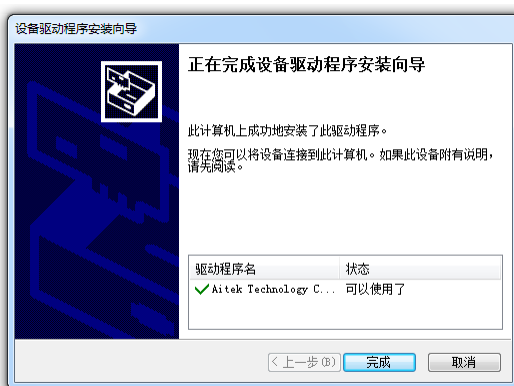 设备驱动程序安装向导
正在完成设备驱动程序安装向导
此计算机上成功地安装了此驱动程序。
现在您可以将设备连接到此计算机。如果此设备附有说明，
请先阅读。
驱动程序名 状态
Aitek Technology C... 可以使用了
< 上一步(B) 完成 取消